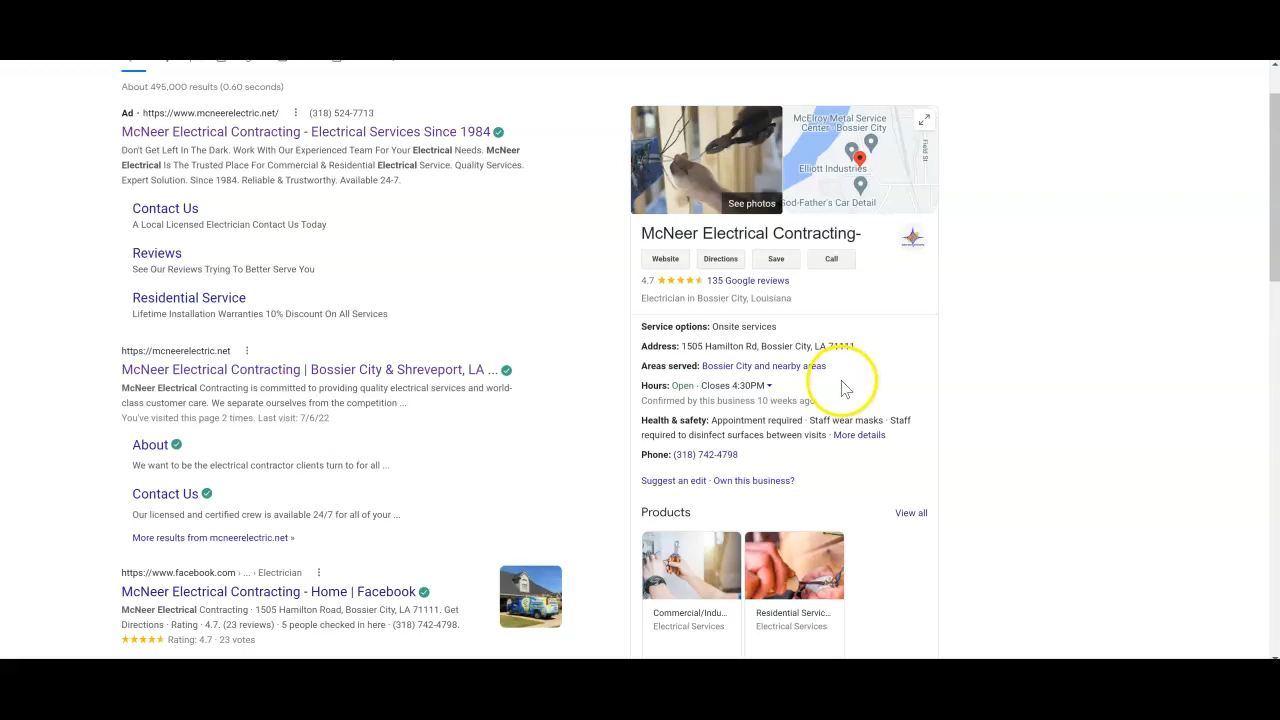 About 495,000 results (0.60 seconds)
Ad · https://www.mcneerelectric.net/ (318) 524-7713
McNeer Electrical Contracting - Electrical Services Since 1984
Don't Get Left In The Dark. Work With Our Experienced Team For Your Electrical Needs. McNeer
Electrical Is The Trusted Place For Commercial & Residential Electrical Service. Quality Services.
Expert Solution. Since 1984. Reliable & Trustworthy. Available 24-7.
Contact Us
A Local Licensed Electrician Contact Us Today
Reviews
See Our Reviews Trying To Better Serve You
Residential Service
Lifetime Installation Warranties 10% Discount On All Services
https://mcneerelectric.net
McNeer Electrical Contracting | Bossier City & Shreveport, LA ...
McNeer Electrical Contracting is committed to providing quality electrical services and world-
class customer care. We separate ourselves from the competition ...
You've visited this page 2 times. Last visit: 7/6/22
About
We want to be the electrical contractor clients turn to for all ...
Contact Us
Our licensed and certified crew is available 24/7 for all of your ...
More results from mcneerelectric.net »
https://www.facebook.com › ... › Electrician
McNeer Electrical Contracting - Home | Facebook
McNeer Electrical Contracting · 1505 Hamilton Road, Bossier City, LA 71111. Get
Directions · Rating · 4.7. (23 reviews) · 5 people checked in here · (318) 742-4798.
Rating: 4.7 · 23 votes
See photos
McElroy Metal Service
Center - Bossier City
Elliott Industries
God-Father's Car Detail
Field St
McNeer Electrical Contracting-
Website Directions Save Call
4.7 135 Google reviews
Electrician in Bossier City, Louisiana
Service options: Onsite services
Address: 1505 Hamilton Rd, Bossier City, LA 71111
Areas served: Bossier City and nearby areas
Hours: Open · Closes 4:30PM
Confirmed by this business 10 weeks ago
Health & safety: Appointment required · Staff wear masks · Staff
required to disinfect surfaces between visits · More details
Phone: (318) 742-4798
Suggest an edit · Own this business?
Products View all
Commercial/Indu...
Electrical Services
Residential Servic...
Electrical Services